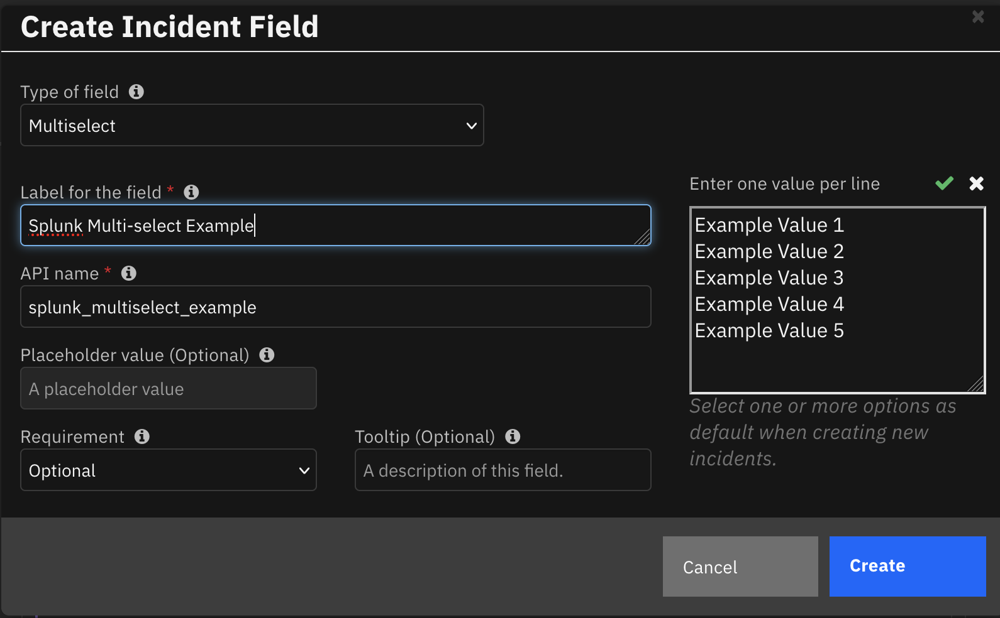 Create Incident Field
Type of field
Multiselect
Label for the field *
Splunk Multi-select Example
API name *
splunk_multiselect_example
Placeholder value (Optional)
A placeholder value
Requirement
Optional
Tooltip (Optional)
A description of this field.
Enter one value per line
Example Value 1
Example Value 2
Example Value 3
Example Value 4
Example Value 5
Select one or more options as
default when creating new
incidents.
Cancel
Create